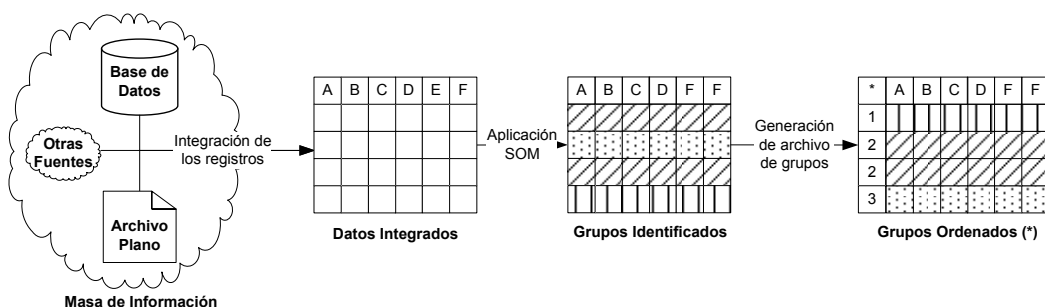 Base de
Datos
Otras
Fuentes
Archivo
Plano
Masa de Información
Integración de
los registros
A B C D E F
Datos Integrados
Aplicación
SOM
A B C D F F
Grupos Identificados
Generación
de archivo
de grupos
* A B C D F F
1
2
2
3
Grupos Ordenados (*)